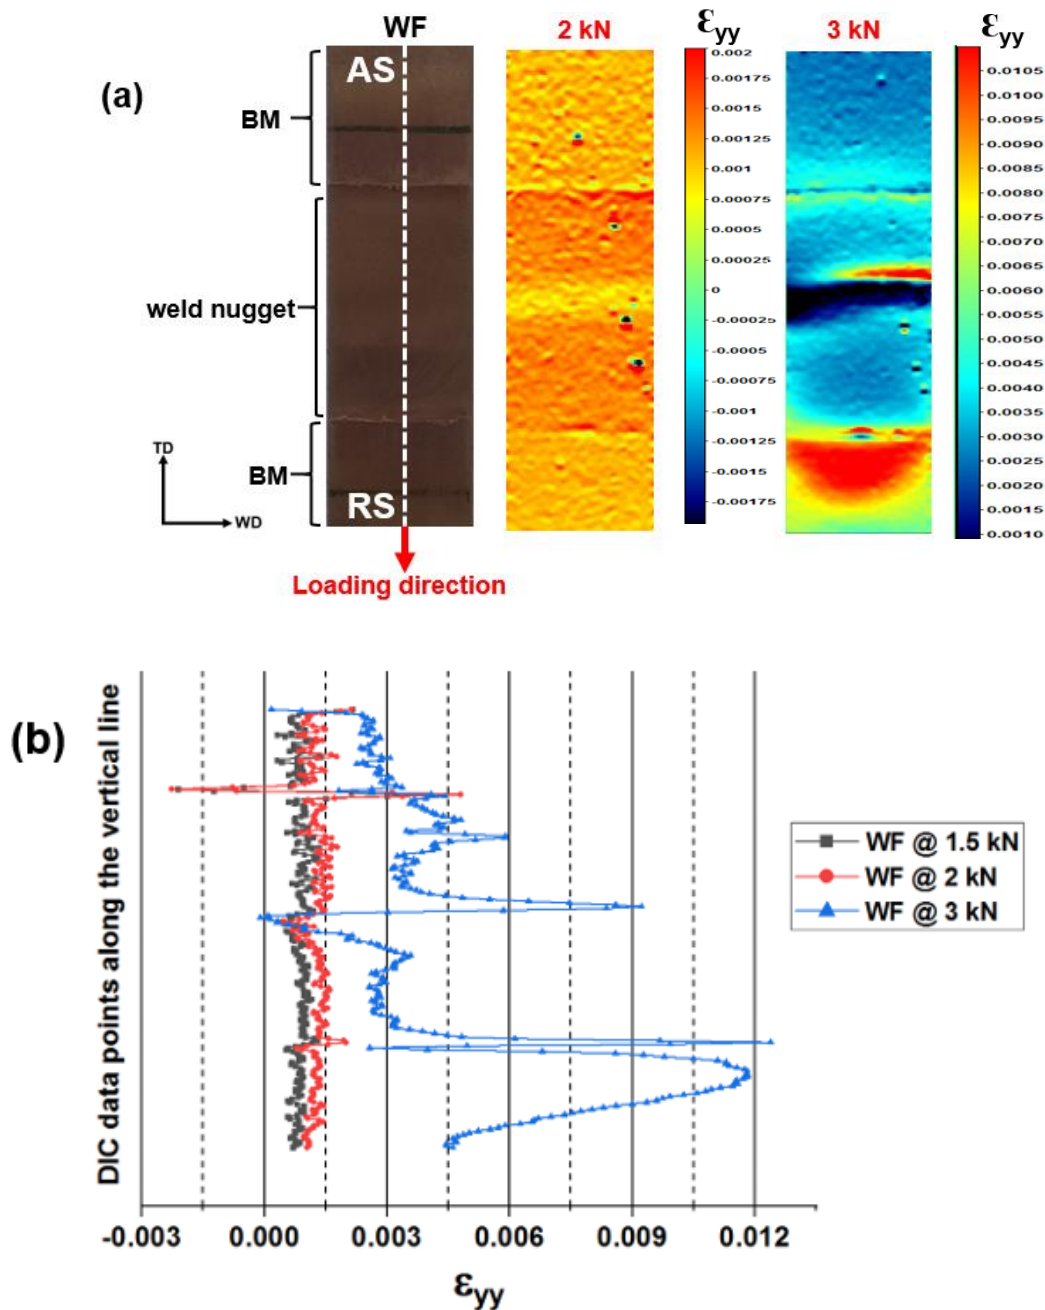 (a)
WF
AS
BM
weld nugget
BM
RS
TD
WD
Loading direction
2 kN
εyy
0.002
0.00175
0.0015
0.00125
0.001
0.00075
0.0005
0.00025
0
-0.00025
-0.0005
-0.00075
-0.001
-0.00125
-0.0015
-0.00175
3 kN
εyy
0.0105
0.0100
0.0095
0.0090
0.0085
0.0080
0.0075
0.0070
0.0065
0.0060
0.0055
0.0050
0.0045
0.0040
0.0035
0.0030
0.0025
0.0020
0.0015
0.0010
(b)
DIC data points along the vertical line
WF @ 1.5 kN
WF @ 2 kN
WF @ 3 kN
-0.003
0.000
0.003
0.006
0.009
0.012
εyy